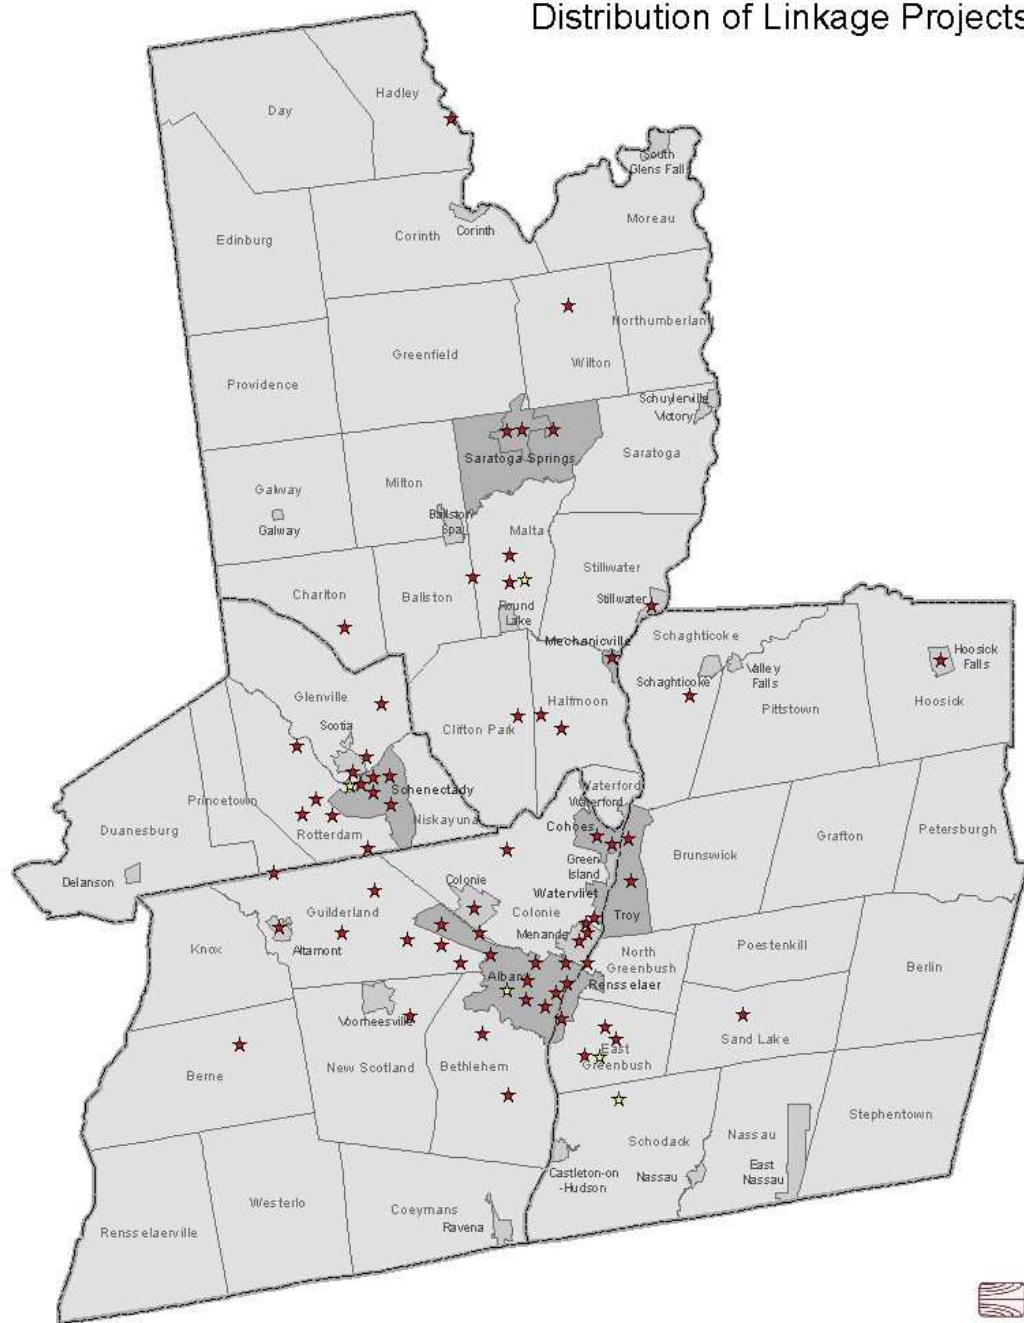 Distribution of Linkage Projects
Hadley
Day
South
Glens Fall
Moreau
Corinth
Corinth
Edinburg
Northumberland
Greenfield
Wilton
Providence
Schuylerville
Victory
Saratoga
Saratoga Springs
Milton
Galway
Galway
Ballston
Spa
Malta
Stillwater
Charlton
Ballston
Stillwater
Round
Lake
Mechanicville
Schaghticoke
Hoosick
Falls
Valley
Falls
Schaghticoke
Glenville
Halfmoon
Hoosick
Pittstown
Scotia
Clifton Park
Waterford
Schenectady
Princetown
Waterford
Niskayuna
Cohoes
Duanesburg
Rotterdam
Petersburgh
Grafton
Brunswick
Green
Island
Delanson
Colonie
Watervliet
Guilderland
Colonie
Troy
Menands
Knox
Altamont
North
Greenbush
Poestenkill
Berlin
Albany
Rensselaer
Voorheesville
Sand Lake
East
Greenbush
Berne
New Scotland
Bethlehem
Stephentown
Schodack
Nassau
Castleton-on
-Hudson
Nassau
East
Nassau
Westerlo
Coeymans
Ravena
Rensselaerville